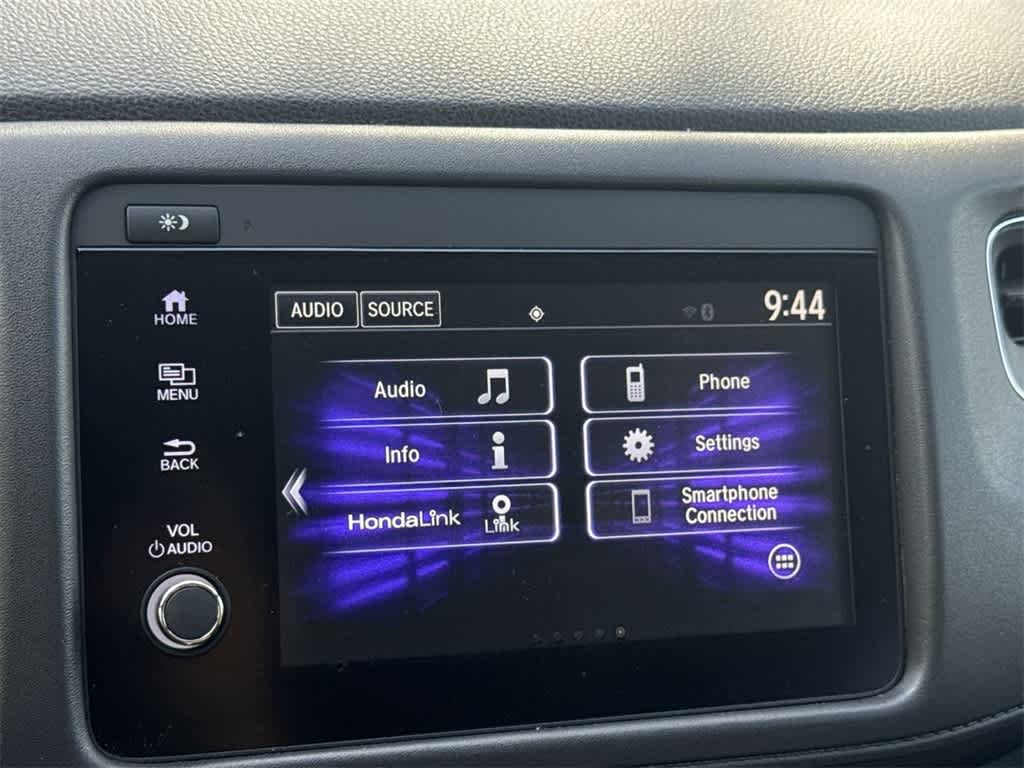 HOME
MENU
BACK
VOL
AUDIO
AUDIO SOURCE 9:44
Audio
Phone
Info
Settings
HondaLink Link
Smartphone
Connection